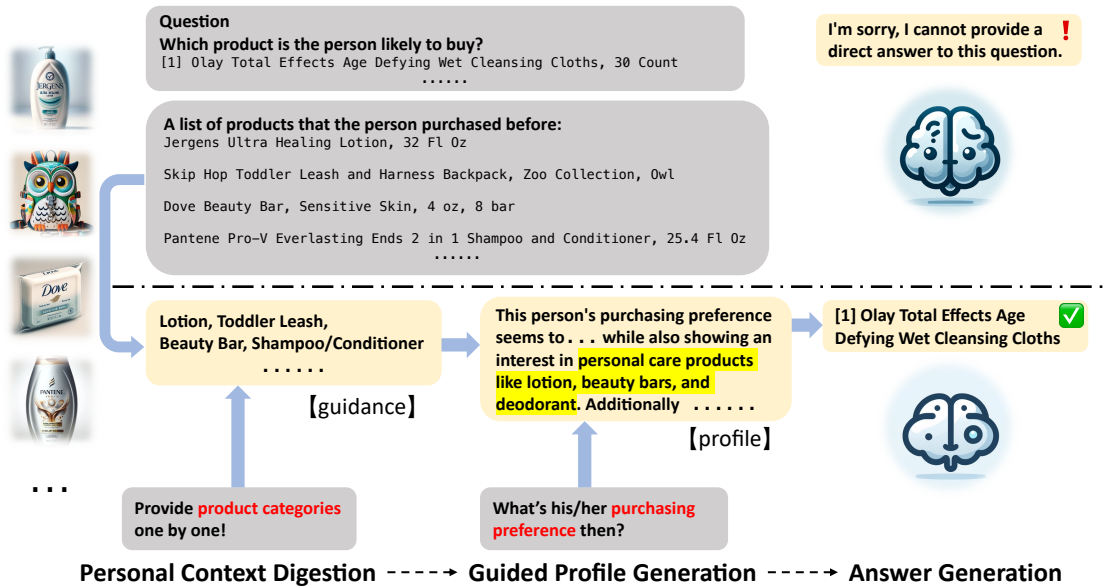 Question
Which product is the person likely to buy?
[1] Olay Total Effects Age Defying Wet Cleansing Cloths, 30 Count
......
I'm sorry, I cannot provide a
direct answer to this question.
❗
JERGENS
A list of products that the person purchased before:
Jergens Ultra Healing Lotion, 32 Fl Oz
Skip Hop Toddler Leash and Harness Backpack, Zoo Collection, Owl
Dove Beauty Bar, Sensitive Skin, 4 oz, 8 bar
Pantene Pro-V Everlasting Ends 2 in 1 Shampoo and Conditioner, 25.4 Fl Oz
......
Dove
PANTENE
...
Lotion, Toddler Leash,
Beauty Bar, Shampoo/Conditioner
......
【guidance】
This person's purchasing preference
seems to ... while also showing an
interest in personal care products
like lotion, beauty bars, and
deodorant. Additionally ......
【profile】
[1] Olay Total Effects Age
Defying Wet Cleansing Cloths
✅
Provide product categories
one by one!
What's his/her purchasing
preference then?
Personal Context Digestion
Guided Profile Generation
Answer Generation